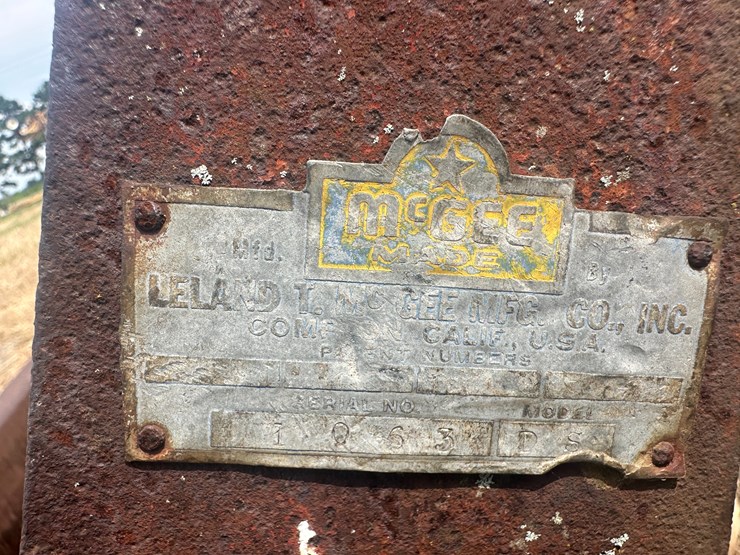 McGEE
MADE
Mfd. By
LELAND T. McGEE MFG. CO., INC.
COMPTON, CALIF., U.S.A.
PATENT NUMBERS
SERIAL NO. MODEL
1063 DS